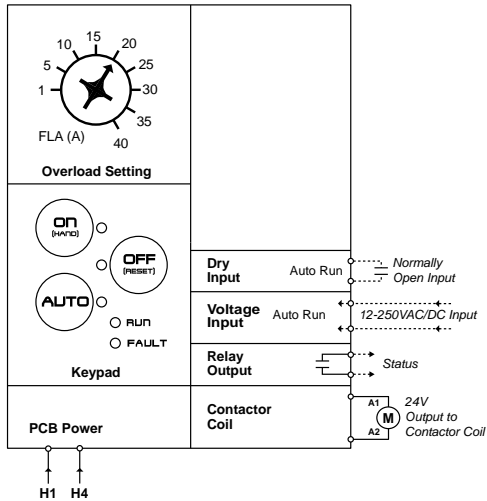 15
10
20
5
25
1
30
35
FLA (A)
40
Overload Setting
ON
(HAND)
OFF
(RESET)
AUTO
RUN
FAULT
Keypad
Dry
Input
Auto Run
Normally
Open Input
Voltage
Input
Auto Run
12-250VAC/DC Input
Relay
Output
Status
Contactor
Coil
A1
M
A2
24V
Output to
Contactor Coil
PCB Power
H1
H4